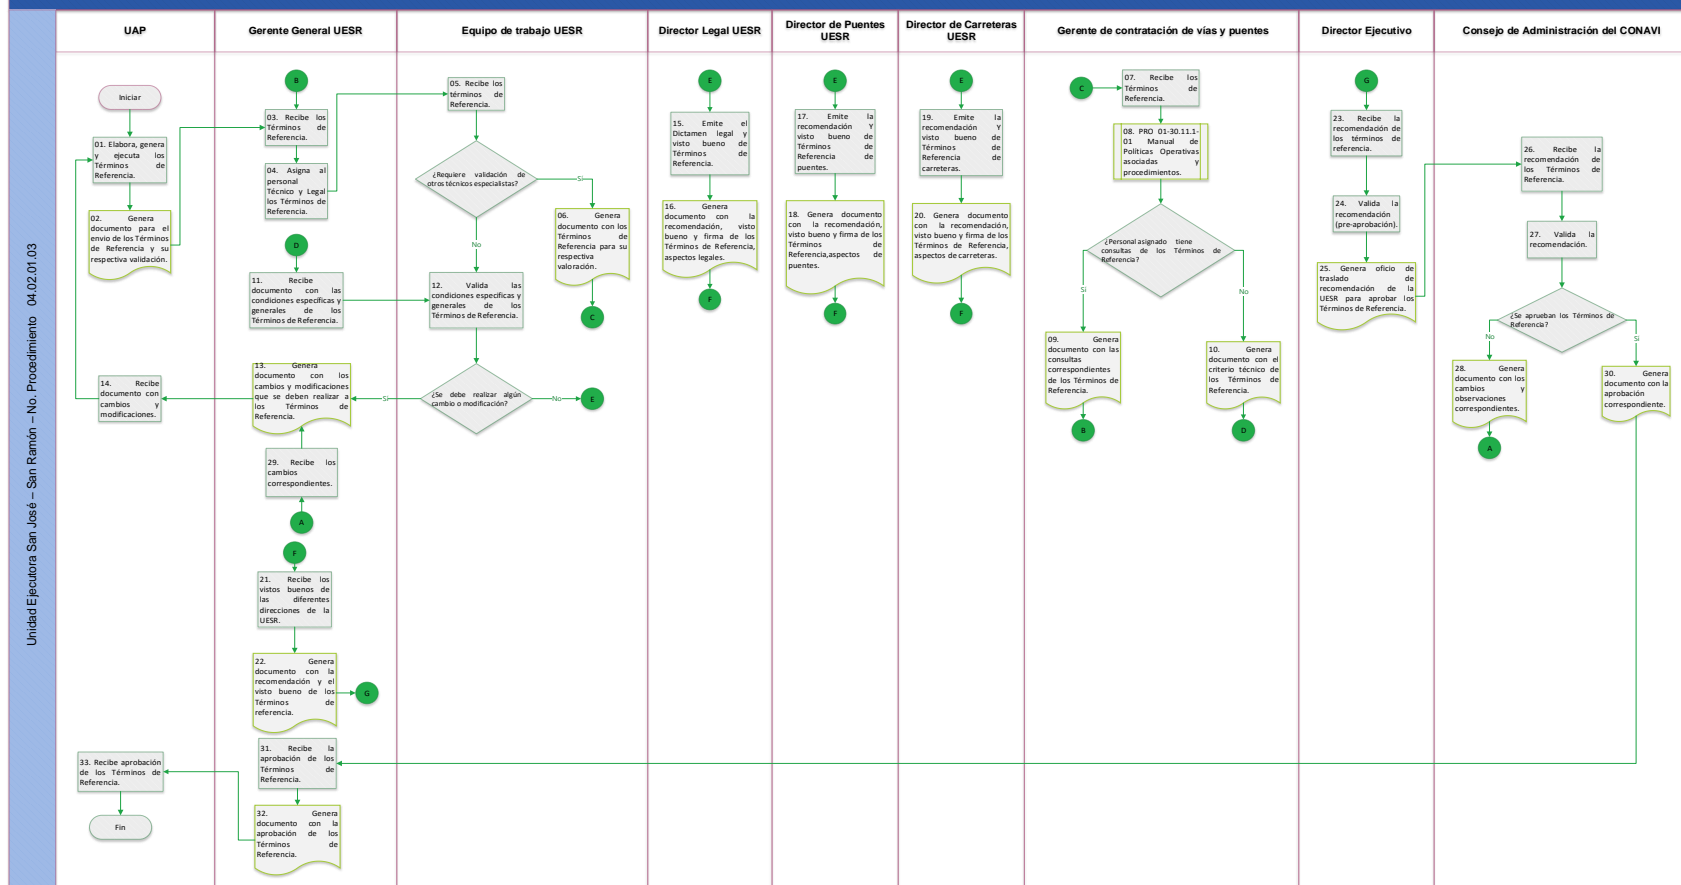 Unidad Ejecutora San José – San Ramón – No. Procedimiento 04.02.01.03
UAP
Gerente General UESR
Equipo de trabajo UESR
Director Legal UESR
Director de Puentes
UESR
Director de Carreteras
UESR
Gerente de contratación de vías y puentes
Director Ejecutivo
Consejo de Administración del CONAVI
Iniciar
01. Elabora, genera
y ejecuta los
Términos de
Referencia.
02. Genera
documento para el
envio de los Términos
de Referencia y su
respectiva validación.
14. Recibe
documento con
cambios y
modificaciones.
33. Recibe aprobación
de los Términos de
Referencia.
Fin
B
03. Recibe los
Términos de
Referencia.
04. Asigna al
personal
Técnico y Legal
los Términos de
Referencia.
D
11. Recibe
documento con las
condiciones específicas y
generales de los
Términos de Referencia.
13. Genera
documento con los
cambios y modificaciones
que se deben realizar a
los Términos de
Referencia.
29. Recibe los
cambios
correspondientes.
A
F
21. Recibe los
vistos buenos de
las diferentes
direcciones de la
UESR.
22. Genera
documento con la
recomendación y el
visto bueno de los
Términos de
referencia.
G
31. Recibe la
aprobación de los
Términos de
Referencia.
32. Genera
documento con la
aprobación de los
Términos de
Referencia.
05. Recibe los
términos de
Referencia.
¿Requiere validación de
otros técnicos especialistas?
Si
No
06. Genera
documento con los
Términos de
Referencia para su
respectiva
valoración.
C
12. Valida las
condiciones especificas y
generales de los
Términos de Referencia.
¿Se debe realizar algún
cambio o modificación?
Si
No
E
E
15. Emite el
Dictamen legal y
visto bueno de
Términos de
Referencia.
16. Genera
documento con la
recomendación, visto
bueno y firma de los
Términos de Referencia,
aspectos legales.
F
E
17. Emite la
recomendación Y
visto bueno de
Términos de
Referencia de
puentes.
18. Genera documento
con la recomendación,
visto bueno y firma de los
Términos de
Referencia,aspectos de
puentes.
F
E
19. Emite la
recomendación Y
visto bueno de
Términos de
Referencia de
carreteras.
20. Genera documento
con la recomendación,
visto bueno y firma de los
Términos de Referencia,
aspectos de carreteras.
F
C
07. Recibe los
Términos de
Referencia.
08. PRO 01-30.11.1-
01 Manual de
Políticas Operativas
asociadas y
procedimientos.
¿Personal asignado tiene
consultas de los Términos de
Referencia?
Si
No
09. Genera
documento con las
consultas
correspondientes
de los Términos de
Referencia.
B
10. Genera
documento con el
criterio técnico de
los Términos de
Referencia.
D
G
23. Recibe la
recomendación de
los términos de
referencia.
24. Valida la
recomendación
(pre-aprobación).
25. Genera oficio de
traslado de
recomendación de la
UESR para aprobar los
Términos de Referencia.
26. Recibe la
recomendación de
los Términos de
Referencia.
27. Valida la
recomendación.
¿Se aprueban los Términos de
Referencia?
No
Si
28. Genera
documento con los
cambios y
observaciones
correspondientes.
A
30. Genera
documento con la
aprobación
correspondiente.